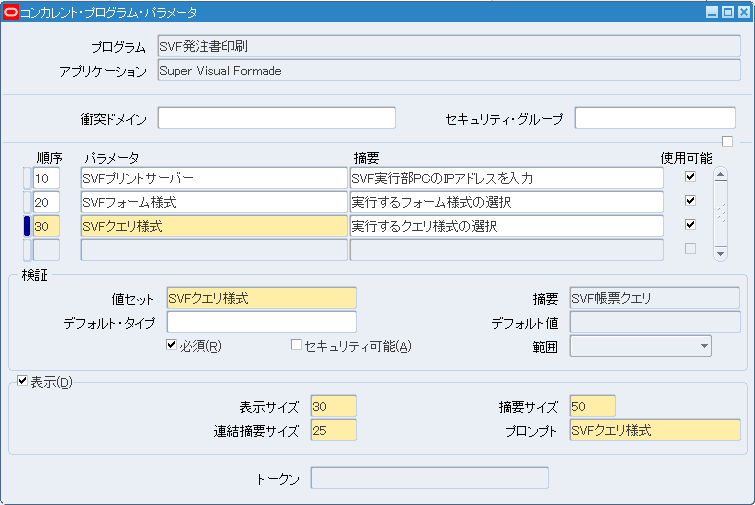 コンカレント・プログラム・パラメータ
プログラム SVF発注書印刷
アプリケーション Super Visual Formade
衝突ドメイン セキュリティ・グループ
順序 パラメータ 摘要 使用可能
10 SVFプリントサーバー SVF実行部PCのIPアドレスを入力
20 SVFフォーム様式 実行するフォーム様式の選択
30 SVFクエリ様式 実行するクエリ様式の選択
検証
値セット SVFクエリ様式 摘要 SVF帳票クエリ
デフォルト・タイプ デフォルト値
必須(R) セキュリティ可能(A) 範囲
表示(D)
表示サイズ 30 摘要サイズ 50
連結摘要サイズ 25 プロンプト SVFクエリ様式
トークン